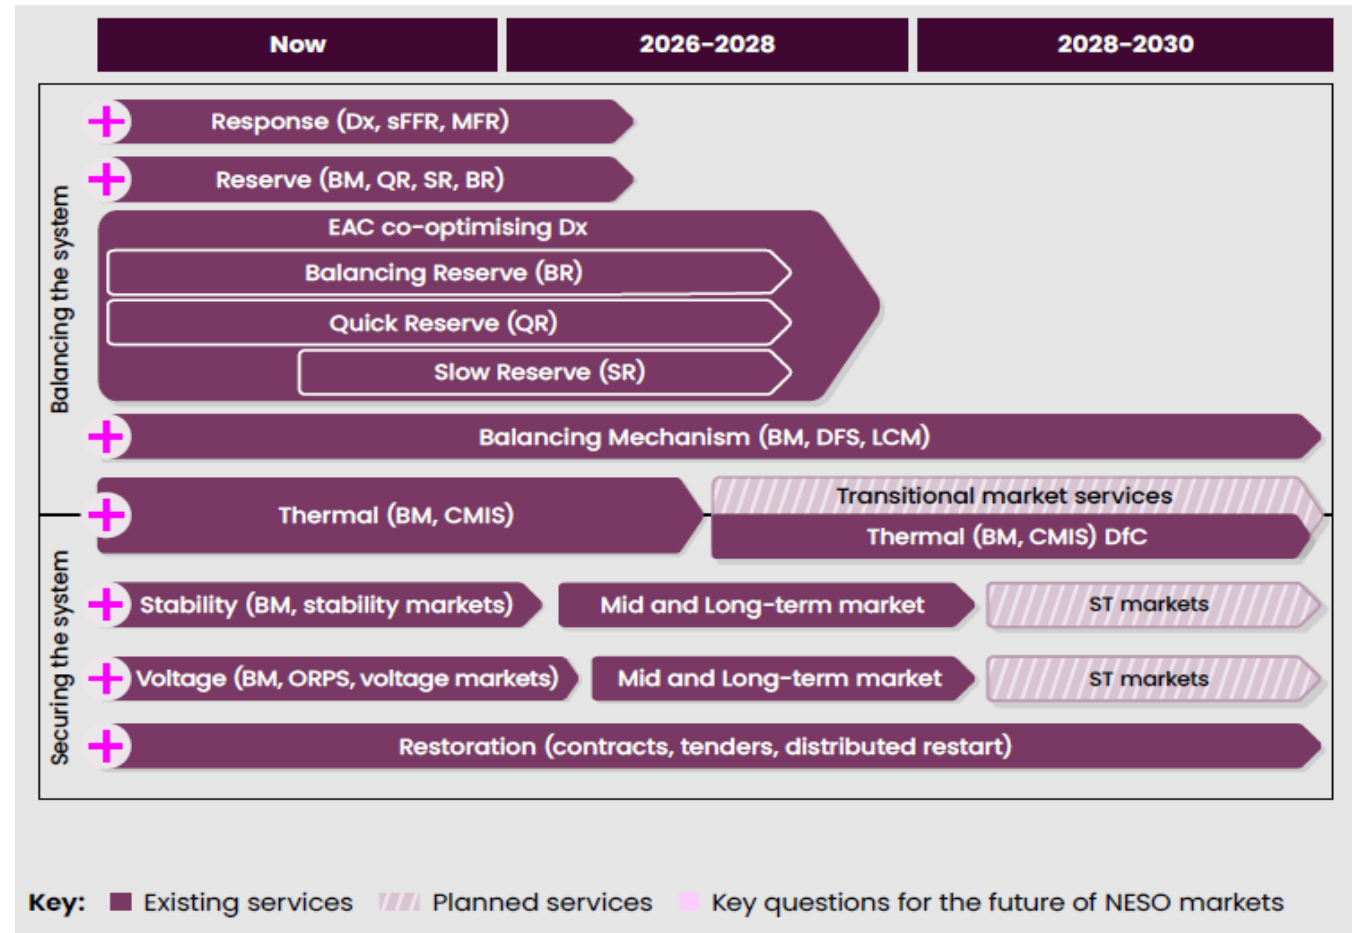 Now
2026-2028
2028-2030
Balancing the system
Response (Dx, sFFR, MFR)
Reserve (BM, QR, SR, BR)
EAC co-optimising Dx
Balancing Reserve (BR)
Quick Reserve (QR)
Slow Reserve (SR)
Balancing Mechanism (BM, DFS, LCM)
Thermal (BM, CMIS)
Transitional market services
Thermal (BM, CMIS) DfC
Securing the system
Stability (BM, stability markets)
Mid and Long-term market
ST markets
Voltage (BM, ORPS, voltage markets)
Mid and Long-term market
ST markets
Restoration (contracts, tenders, distributed restart)
Key: Existing services Planned services Key questions for the future of NESO markets